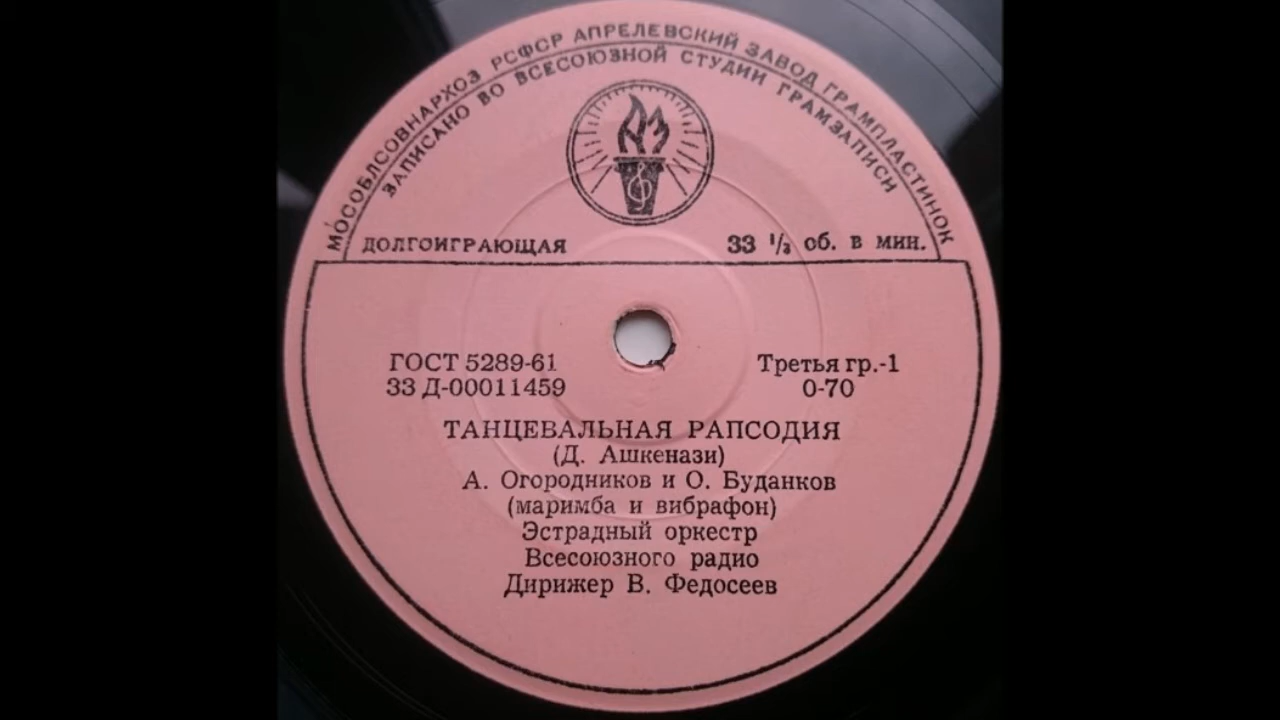 МОСОБЛСОВНАРХОЗ РСФСР АПРЕЛЕВСКИЙ ЗАВОД ГРАМПЛАСТИНОК
ЗАПИСАНО ВО ВСЕСОЮЗНОЙ СТУДИИ ГРАМЗАПИСИ
АЗ
ДОЛГОИГРАЮЩАЯ 33 ⅓ об. в мин.
ГОСТ 5289-61 Третья гр.-1
33 Д-00011459 0-70
ТАНЦЕВАЛЬНАЯ РАПСОДИЯ
(Д. Ашкенази)
А. Огородников и О. Буданков
(маримба и вибрафон)
Эстрадный оркестр
Всесоюзного радио
Дирижер В. Федосеев